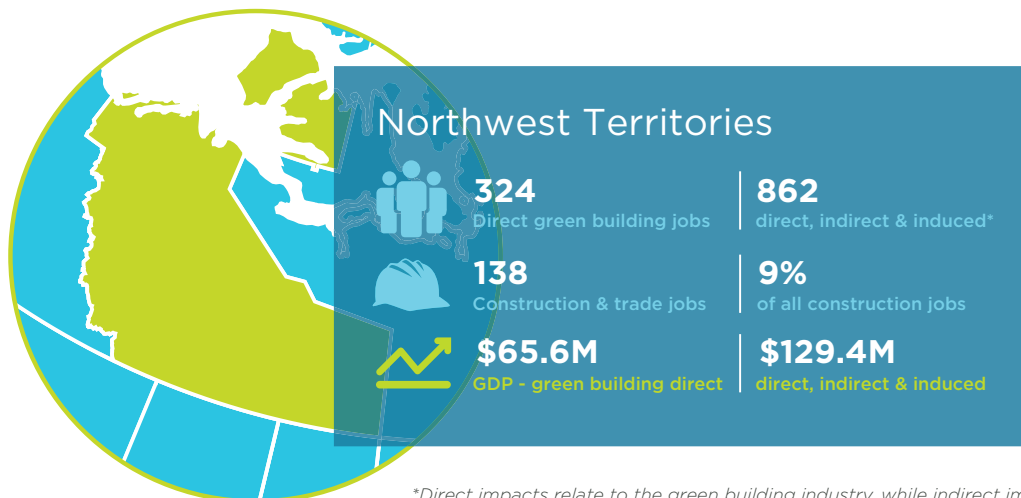 Northwest Territories
324
Direct green building jobs
862
direct, indirect & induced*
138
Construction & trade jobs
9%
of all construction jobs
$65.6M
GDP - green building direct
$129.4M
direct, indirect & induced
*Direct impacts relate to the green building industry, while indirect im